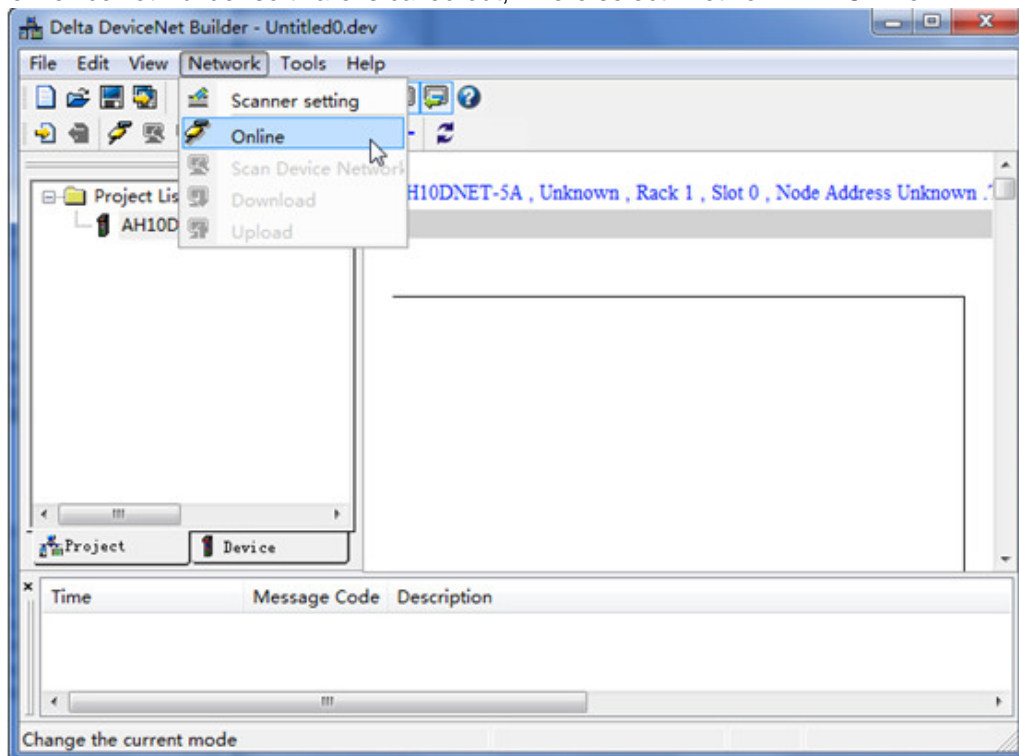 Delta DeviceNet Builder - Untitled0.dev
File Edit View Network Tools Help
Scanner setting
Online
Scan Device Network
Download
Upload
Project Lis
AH10D
H10DNET-5A , Unknown , Rack 1 , Slot 0 , Node Address Unknown .
Project
Device
Time Message Code Description
Change the current mode